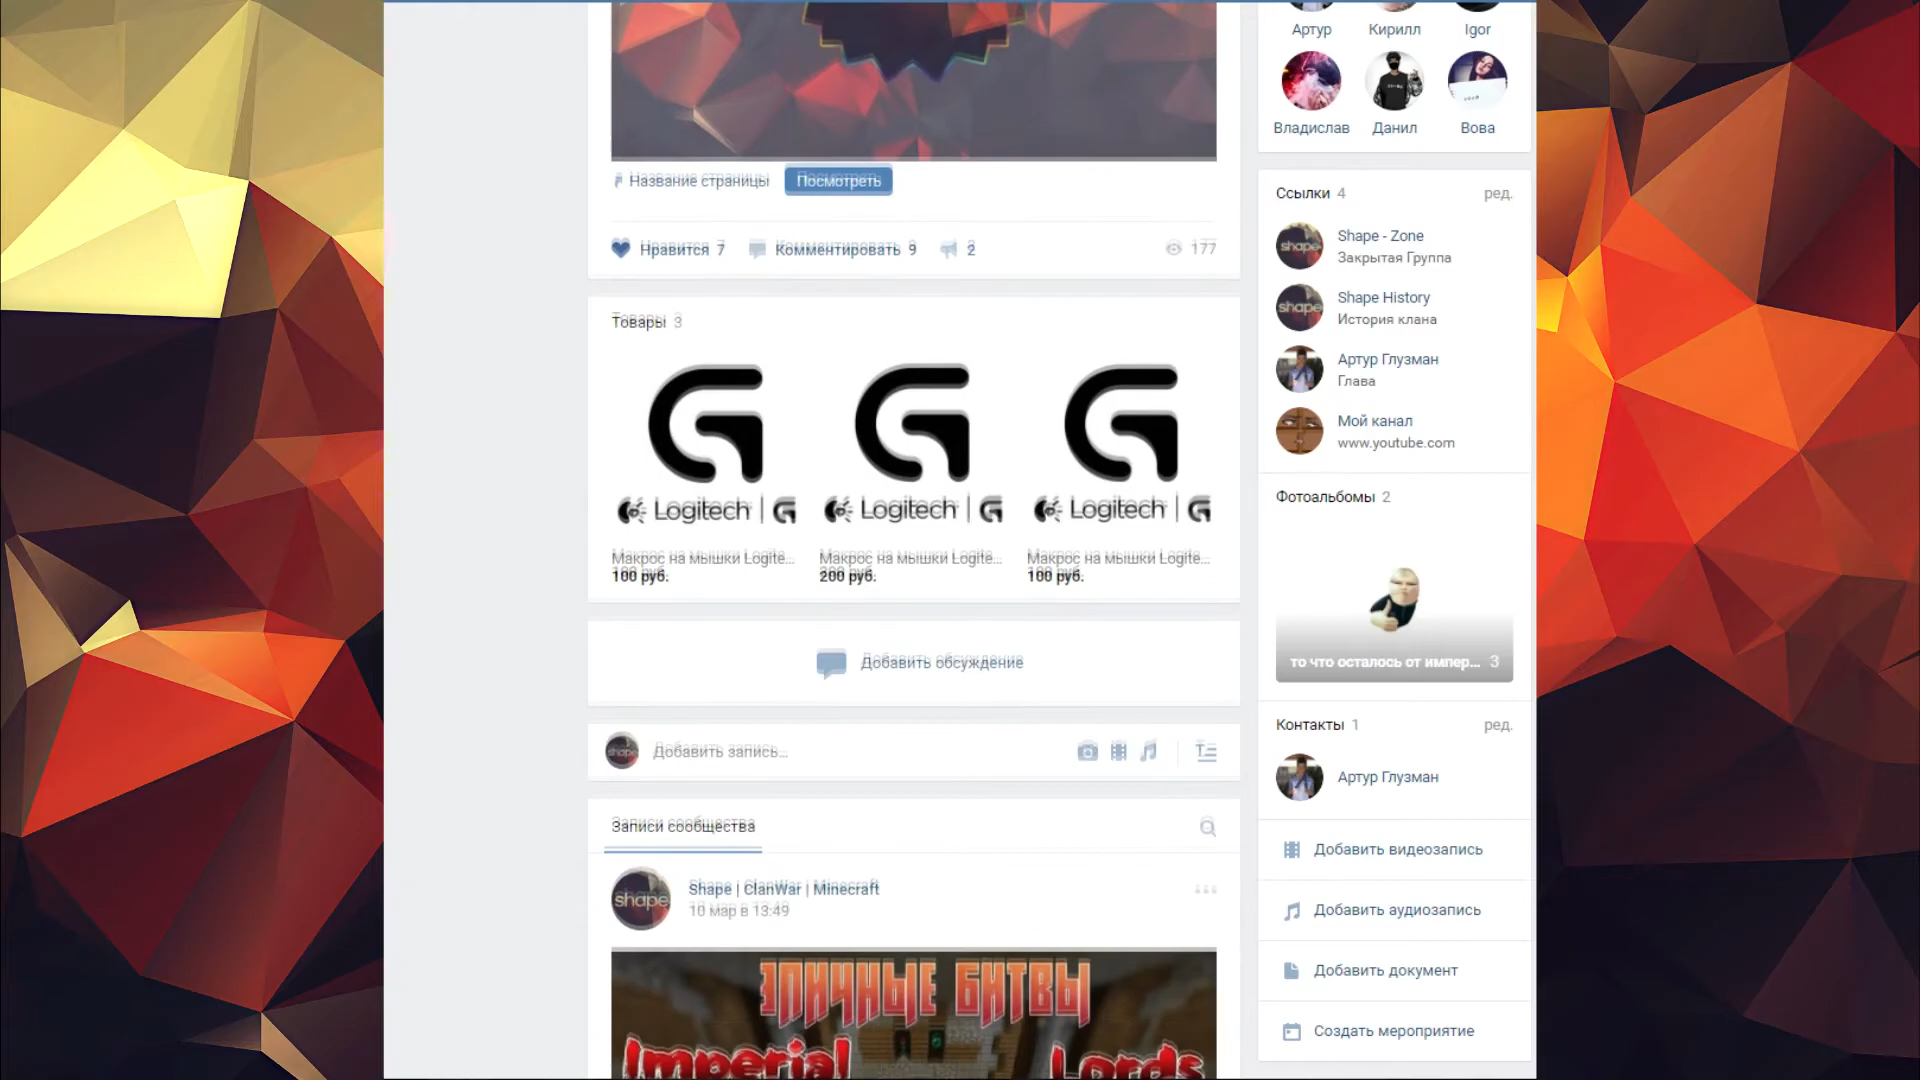 Название страницы Посмотреть
Нравится 7 Комментировать 9 2 177
Товары 3
Logitech | G
Logitech | G
Logitech | G
Макрос на мышки Logite...
100 руб.
Макрос на мышки Logite...
200 руб.
Макрос на мышки Logite...
100 руб.
Добавить обсуждение
shape Добавить запись...
Записи сообщества
shape
Shape | ClanWar | Minecraft
10 мар в 13:49
ЭПИЧНЫЕ БИТВЫ
Imperial Lords
Артур Кирилл Igor
Владислав Данил Вова
Ссылки 4 ред.
shape
Shape - Zone
Закрытая Группа
shape
Shape History
История клана
Артур Глузман
Глава
Мой канал
www.youtube.com
Фотоальбомы 2
то что осталось от импер... 3
Контакты 1 ред.
Артур Глузман
Добавить видеозапись
Добавить аудиозапись
Добавить документ
Создать мероприятие